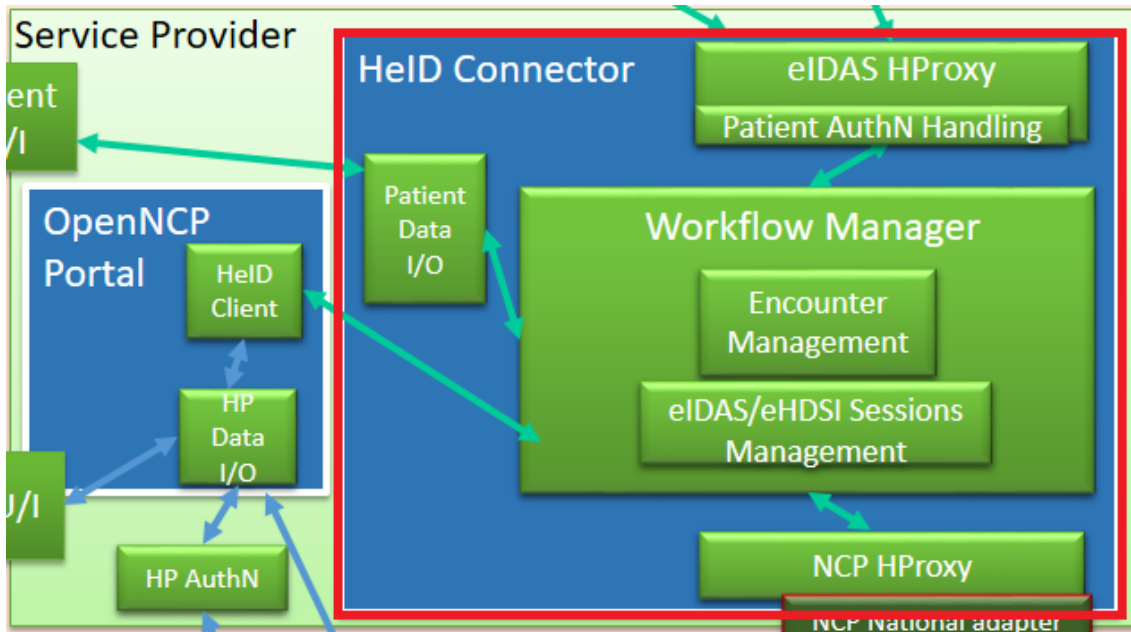 Service Provider
ent
/I
OpenNCP
Portal
HeID
Client
HP
Data
I/O
/I
HP AuthN
HeID Connector
eIDAS HProxy
Patient AuthN Handling
Patient
Data
I/O
Workflow Manager
Encounter
Management
eIDAS/eHDSI Sessions
Management
NCP HProxy
NCP National adapter